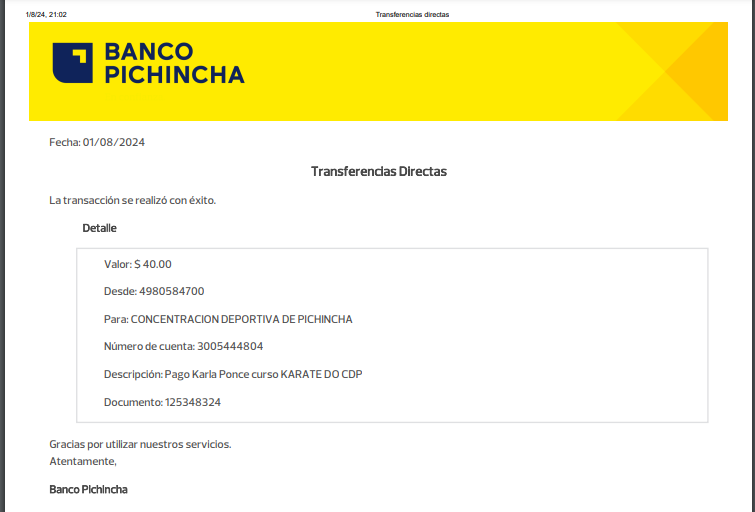 1/8/24, 21:02 Transferencias directas
BANCO
PICHINCHA
Fecha: 01/08/2024
Transferencias Directas
La transacción se realizó con éxito.
Detalle
Valor: $ 40.00
Desde: 4980584700
Para: CONCENTRACION DEPORTIVA DE PICHINCHA
Número de cuenta: 3005444804
Descripción: Pago Karla Ponce curso KARATE DO CDP
Documento: 125348324
Gracias por utilizar nuestros servicios.
Atentamente,
Banco Pichincha